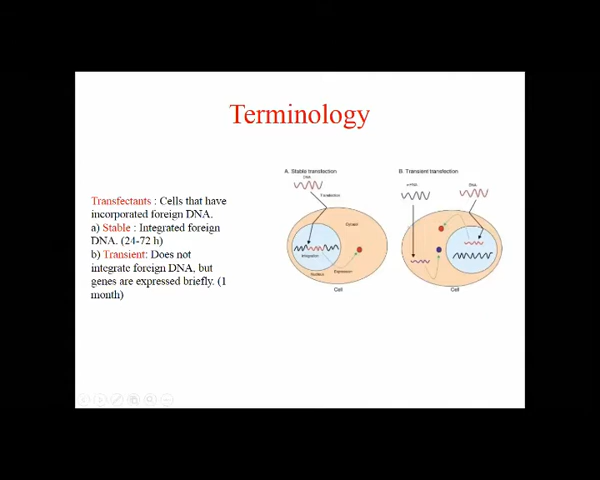 Terminology
Transfectants : Cells that have
incorporated foreign DNA.
a) Stable : Integrated foreign
DNA. (24-72 h)
b) Transient: Does not
integrate foreign DNA, but
genes are expressed briefly. (1
month)
A. Stable transfection
DNA
Transfection
Cytosol
Integration
Nucleus
Expression
Cell
B. Transient transfection
mRNA
DNA
Cell